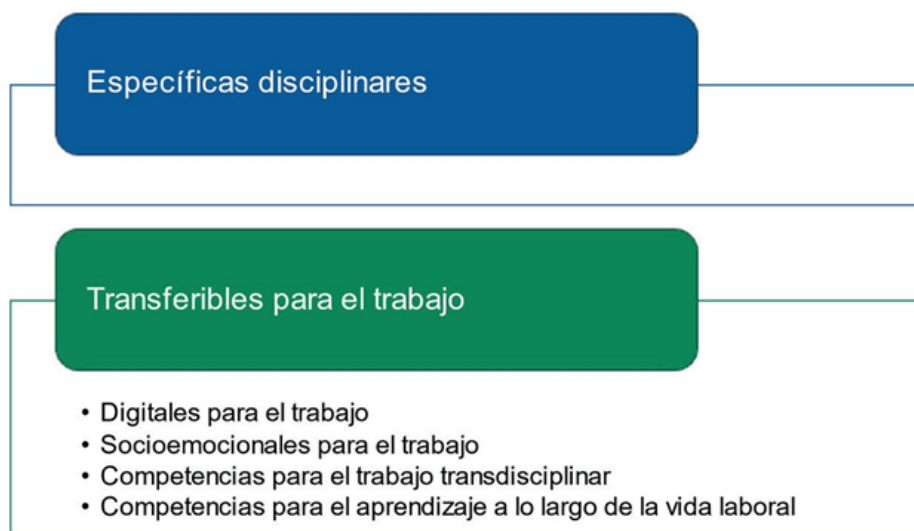 Específicas disciplinares
Transferibles para el trabajo
• Digitales para el trabajo
• Socioemocionales para el trabajo
• Competencias para el trabajo transdisciplinar
• Competencias para el aprendizaje a lo largo de la vida laboral